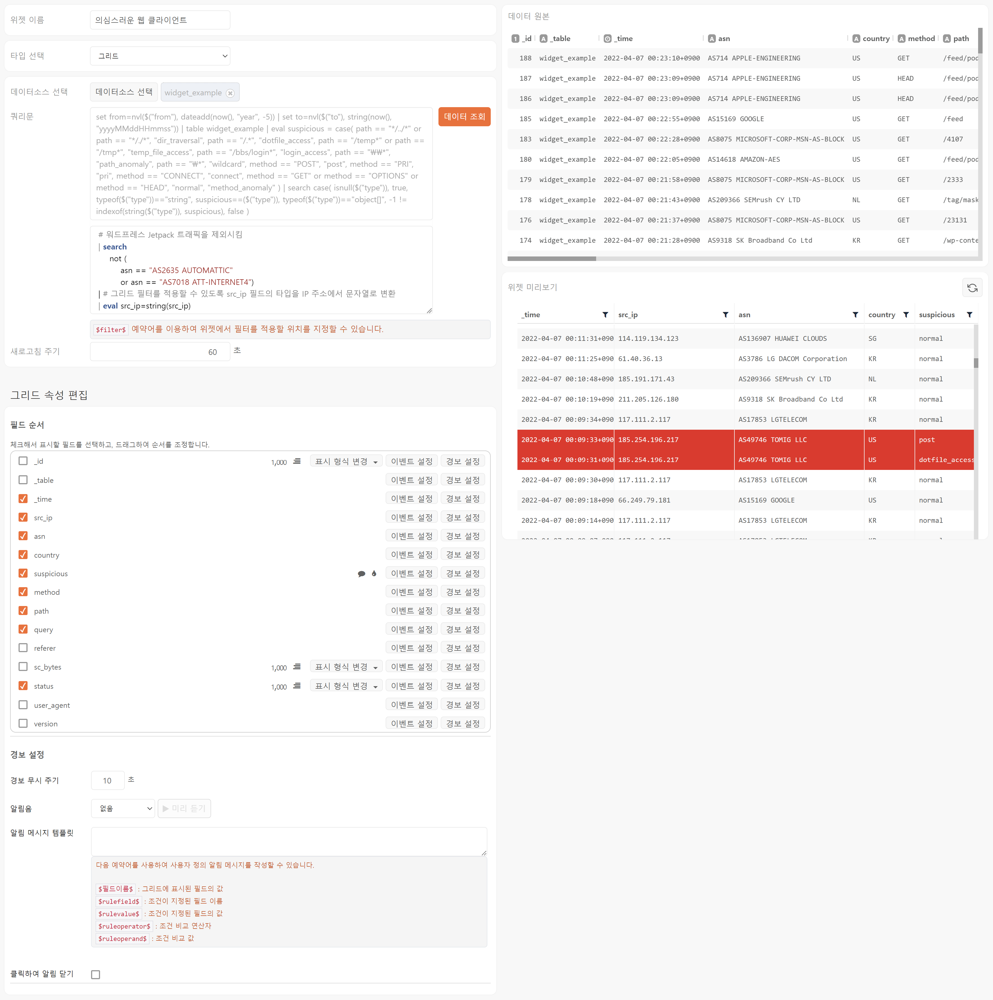 위젯 이름
의심스러운 웹 클라이언트
타입 선택
그리드
데이터소스 선택
데이터소스 선택
widget_example
쿼리문
set from=nvl($("from"), dateadd(now(), "year", -5)) | set to=nvl($("to"), string(now(),
"yyyyMMddHHmmss")) | table widget_example | eval suspicious = case( path == "*/../*" or
path == "*/./*", "dir_traversal", path == "/.*", "dotfile_access", path == "/temp*" or path ==
"/tmp*", "temp_file_access", path == "/bbs/login*", "login_access", path == "₩₩*",
"path_anomaly", path == "₩*", "wildcard", method == "POST", "post", method == "PRI",
"pri", method == "CONNECT", "connect", method == "GET" or method == "OPTIONS" or
method == "HEAD", "normal", "method_anomaly" ) | search case( isnull($("type")), true,
typeof($("type"))=="string", suspicious==($("type")), typeof($("type"))=="object[]", -1 !=
indexof(string($("type")), suspicious), false )
데이터 조회
# 워드프레스 Jetpack 트래픽을 제외시킴
| search
not (
asn == "AS2635 AUTOMATTIC"
or asn == "AS7018 ATT-INTERNET4")
| # 그리드 필터를 적용할 수 있도록 src_ip 필드의 타입을 IP 주소에서 문자열로 변환
| eval src_ip=string(src_ip)
$filter$ 예약어를 이용하여 위젯에서 필터를 적용할 위치를 지정할 수 있습니다.
새로고침 주기
60 초
그리드 속성 편집
필드 순서
체크해서 표시할 필드를 선택하고, 드래그하여 순서를 조정합니다.
_id 1,000 표시 형식 변경 이벤트 설정 경보 설정
_table 이벤트 설정 경보 설정
_time 이벤트 설정 경보 설정
src_ip 이벤트 설정 경보 설정
asn 이벤트 설정 경보 설정
country 이벤트 설정 경보 설정
suspicious 이벤트 설정 경보 설정
method 이벤트 설정 경보 설정
path 이벤트 설정 경보 설정
query 이벤트 설정 경보 설정
referer 이벤트 설정 경보 설정
sc_bytes 1,000 표시 형식 변경 이벤트 설정 경보 설정
status 1,000 표시 형식 변경 이벤트 설정 경보 설정
user_agent 이벤트 설정 경보 설정
version 이벤트 설정 경보 설정
경보 설정
경보 무시 주기
10 초
알림음
없음
미리 듣기
알림 메시지 템플릿
다음 예약어를 사용하여 사용자 정의 알림 메시지를 작성할 수 있습니다.
$필드이름$ : 그리드에 표시된 필드의 값
$rulefield$ : 조건이 지정된 필드 이름
$rulevalue$ : 조건이 지정된 필드의 값
$ruleoperator$ : 조건 비교 연산자
$ruleoperand$ : 조건 비교 값
클릭하여 알림 닫기
데이터 원본
1 _id A _table _time A asn A country A method A path
188 widget_example 2022-04-07 00:23:10+0900 AS714 APPLE-ENGINEERING US GET /feed/poc
187 widget_example 2022-04-07 00:23:09+0900 AS714 APPLE-ENGINEERING US HEAD /feed/poc
186 widget_example 2022-04-07 00:23:09+0900 AS714 APPLE-ENGINEERING US HEAD /feed/poc
185 widget_example 2022-04-07 00:22:55+0900 AS15169 GOOGLE US GET /feed
183 widget_example 2022-04-07 00:22:28+0900 AS8075 MICROSOFT-CORP-MSN-AS-BLOCK US GET /4107
180 widget_example 2022-04-07 00:22:05+0900 AS14618 AMAZON-AES US GET /feed/poc
179 widget_example 2022-04-07 00:21:58+0900 AS8075 MICROSOFT-CORP-MSN-AS-BLOCK US GET /2333
178 widget_example 2022-04-07 00:21:43+0900 AS209366 SEMrush CY LTD NL GET /tag/mask
176 widget_example 2022-04-07 00:21:37+0900 AS8075 MICROSOFT-CORP-MSN-AS-BLOCK US GET /23131
174 widget_example 2022-04-07 00:21:28+0900 AS9318 SK Broadband Co Ltd KR GET /wp-conte
위젯 미리보기
_time src_ip asn country suspicious
2022-04-07 00:11:31+090 114.119.134.123 AS136907 HUAWEI CLOUDS SG normal
2022-04-07 00:11:25+090 61.40.36.13 AS3786 LG DACOM Corporation KR normal
2022-04-07 00:10:48+090 185.191.171.43 AS209366 SEMrush CY LTD NL normal
2022-04-07 00:10:19+090 211.205.126.180 AS9318 SK Broadband Co Ltd KR normal
2022-04-07 00:09:34+090 117.111.2.117 AS17853 LGTELECOM KR normal
2022-04-07 00:09:33+090 185.254.196.217 AS49746 TOMIG LLC US post
2022-04-07 00:09:31+090 185.254.196.217 AS49746 TOMIG LLC US dotfile_access
2022-04-07 00:09:30+090 117.111.2.117 AS17853 LGTELECOM KR normal
2022-04-07 00:09:18+090 66.249.79.181 AS15169 GOOGLE US normal
2022-04-07 00:09:14+090 117.111.2.117 AS17853 LGTELECOM KR normal